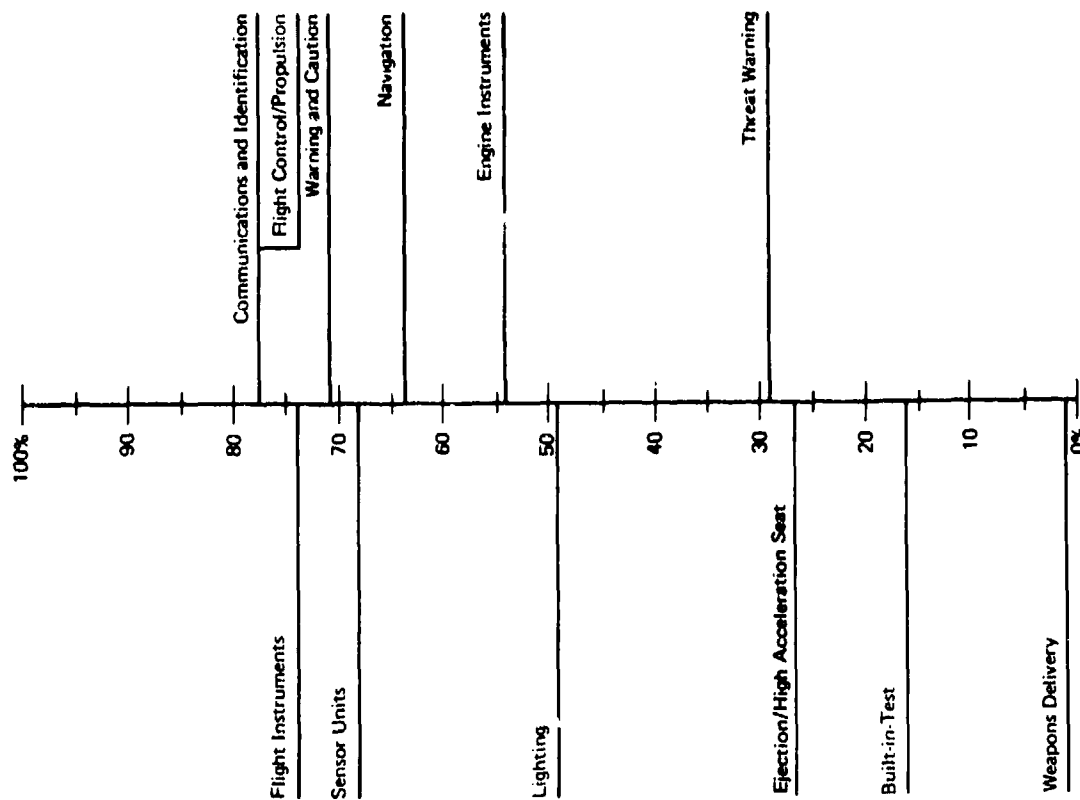 Communications and Identification
Flight Control/Propulsion
Warning and Caution
Navigation
Engine Instruments
Threat Warning
100%
90
80
70
60
50
40
30
20
10
0%
Flight Instruments
Sensor Units
Lighting
Ejection/High Acceleration Seat
Built-in-Test
Weapons Delivery